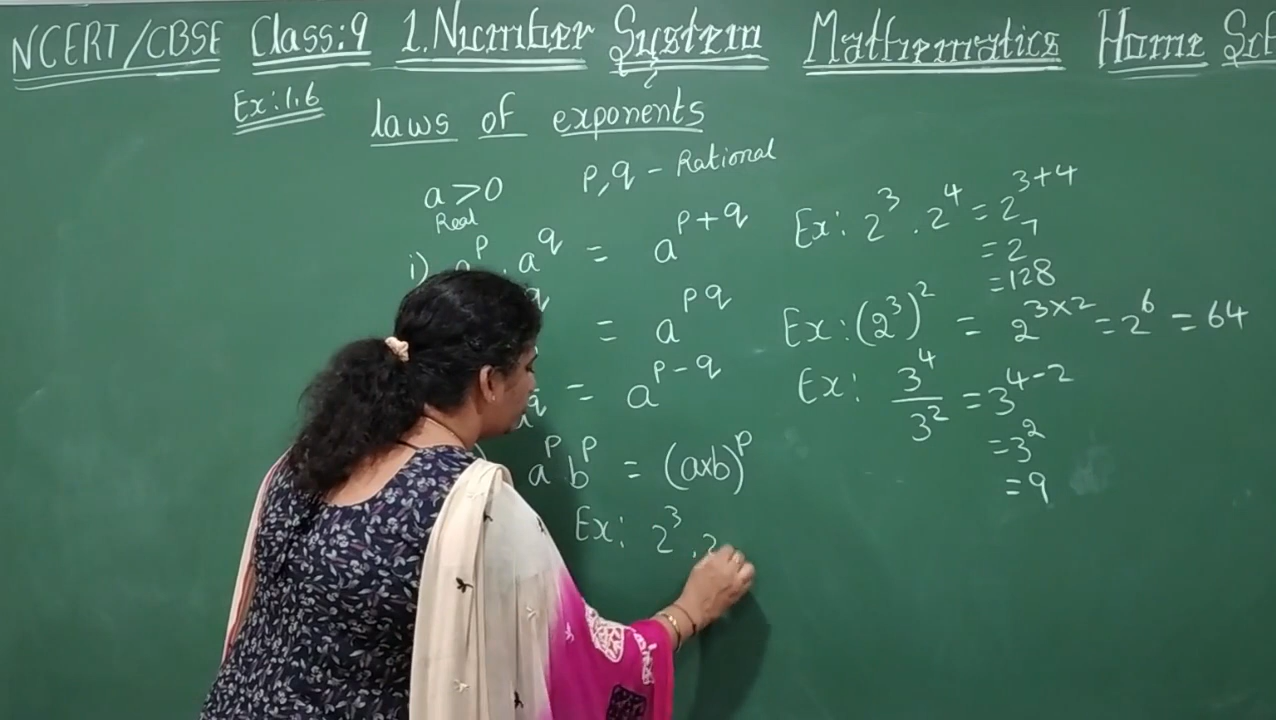 NCERT/CBSE Class:9 1.Number System Mathematics Home Sch
Ex:1.6 laws of exponents
a>0 p,q - Rational
Real
i) a^p . a^q = a^(p+q)
q = a^(pq)
q = a^(p-q)
a^p b^p = (a×b)^p
Ex: 2^3 .
Ex: 2^3 . 2^4 = 2^(3+4)
= 2^7
= 128
Ex: (2^3)^2 = 2^(3×2) = 2^6 = 64
Ex: 3^4/3^2 = 3^(4-2)
= 3^2
= 9